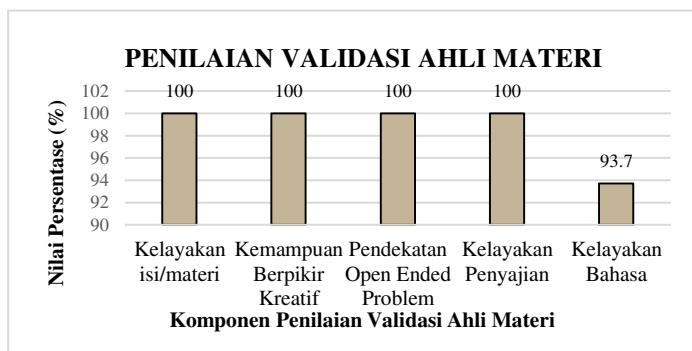 PENILAIAN VALIDASI AHLI MATERI
Nilai Persentase (%)
102
100
98
96
94
92
90
100
100
100
100
93.7
Kelayakan
isi/materi
Kemampuan
Berpikir
Kreatif
Pendekatan
Open Ended
Problem
Kelayakan
Penyajian
Kelayakan
Bahasa
Komponen Penilaian Validasi Ahli Materi